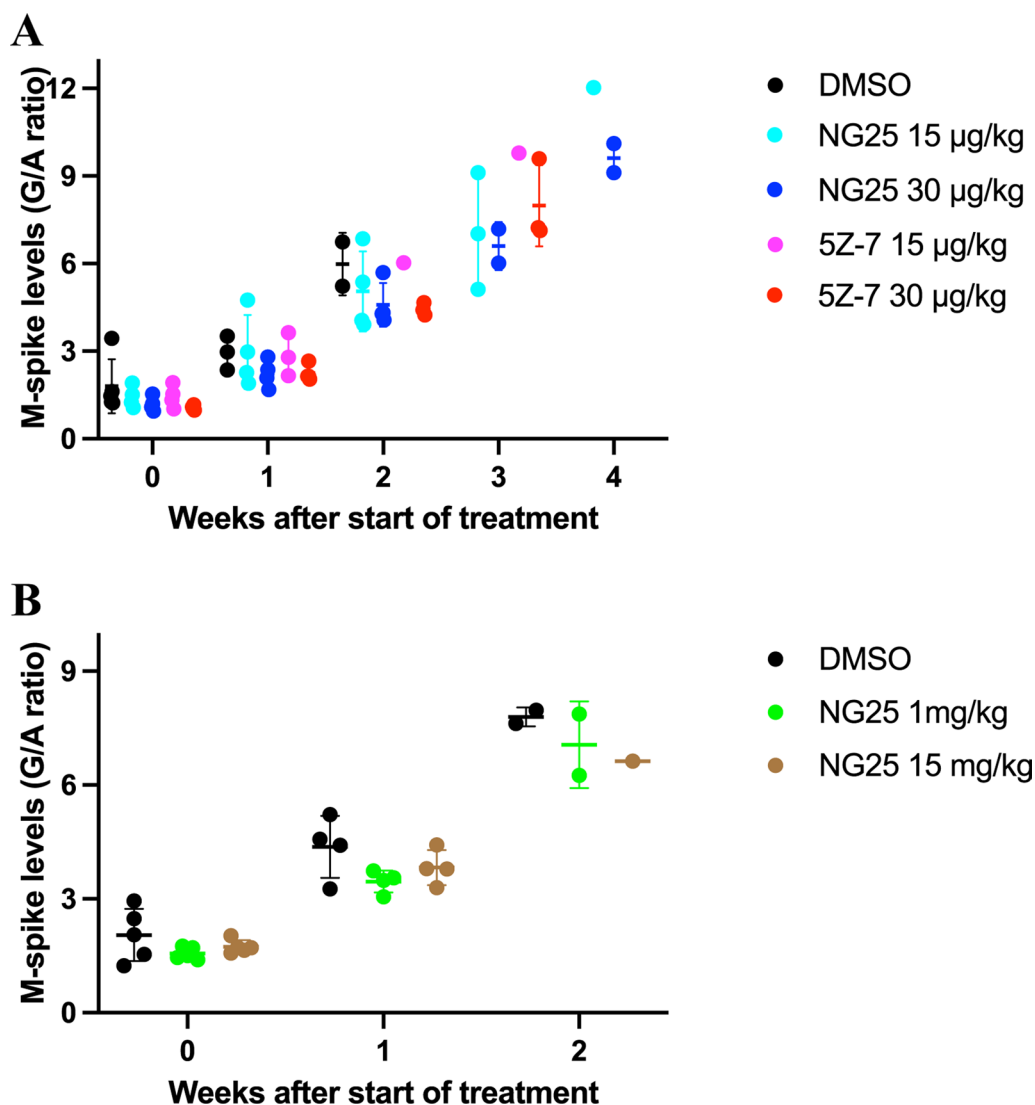 A
M-spike levels (G/A ratio)
12
9
6
3
0
0 1 2 3 4
Weeks after start of treatment
DMSO
NG25 15 µg/kg
NG25 30 µg/kg
5Z-7 15 µg/kg
5Z-7 30 µg/kg
B
M-spike levels (G/A ratio)
9
6
3
0
0 1 2
Weeks after start of treatment
DMSO
NG25 1mg/kg
NG25 15 mg/kg